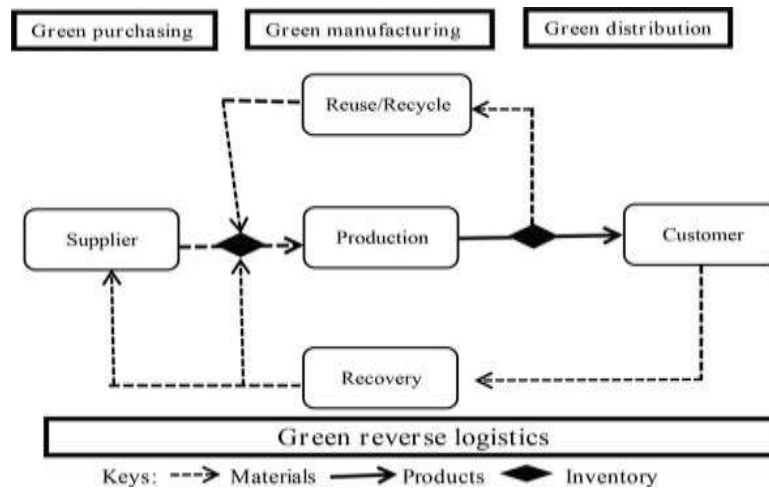 Green purchasing
Green manufacturing
Green distribution
Reuse/Recycle
Supplier
Production
Customer
Recovery
Green reverse logistics
Keys: Materials Products Inventory